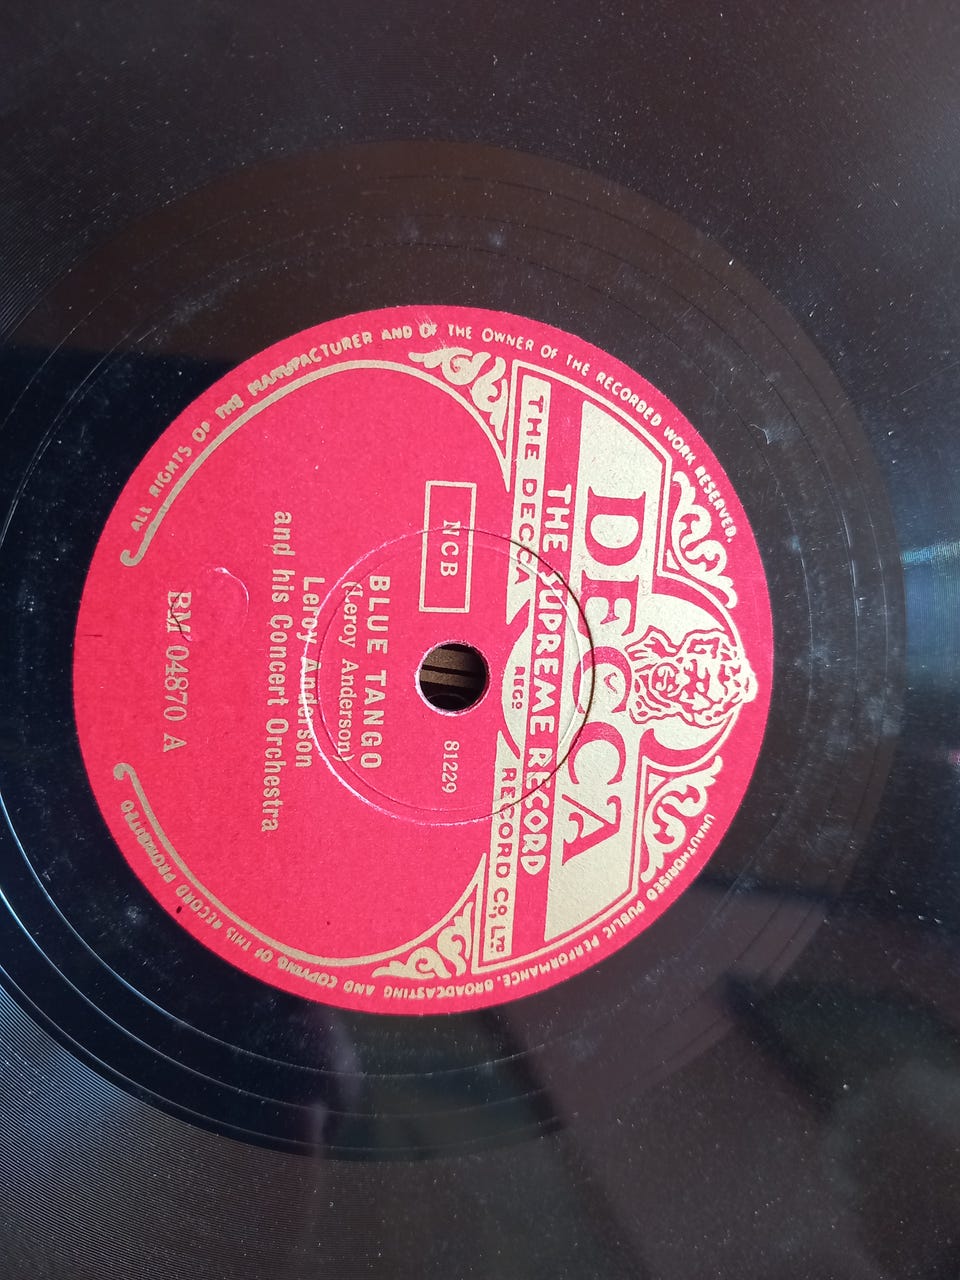 ALL RIGHTS OF THE MANUFACTURER AND OF THE OWNER OF THE RECORDED WORK RESERVED.
UNAUTHORISED PUBLIC PERFORMANCE, BROADCASTING AND COPYING OF THIS RECORD PROHIBITED
DECCA
THE SUPREME RECORD
THE DECCA RECORD CO., LTD.
REGD
NCB
81229
BLUE TANGO
(Leroy Anderson)
Leroy Anderson
and his Concert Orchestra
BM 04870 A